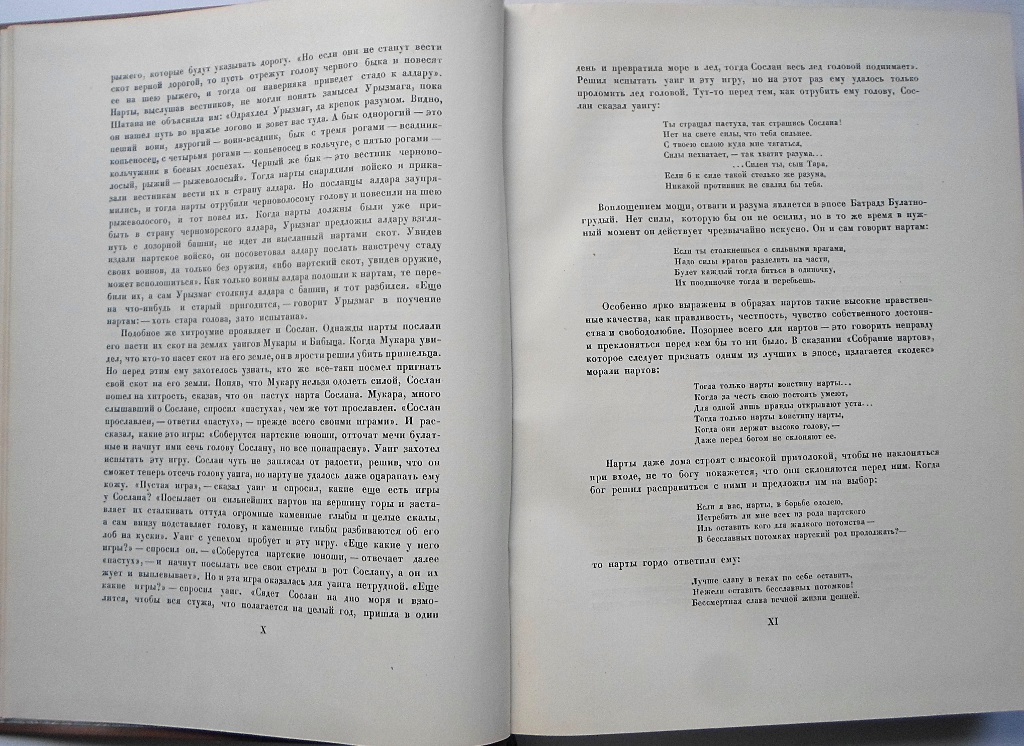 рыжего, которые будут указывать дорогу. «Но если они не станут вести
скот верной дорогой, то пусть отрежут голову черного быка и повесят
ее на шею рыжего, и тогда он наверняка приведет стадо к алдару».
Нарты, выслушав вестников, не могли понять замысел Урызмага, пока
Шатана не объяснила им: «Одряхлел Урызмаг, да крепок разумом. Видно,
он нашел путь во вражье логово и зовет вас туда. А бык однорогий — это
пеший воин, двурогий — воин-всадник, бык с тремя рогами — всадник-
копьеносец, с четырьмя рогами — копьеносец в кольчуге, с пятью рогами —
кольчужник в боевых доспехах. Черный же бык — это вестник черново-
лосый, рыжий — рыжеволосый». Тогда нарты снарядили войско и прика-
зали вестникам вести их в страну алдара. Но посланцы алдара заупря-
мились, и тогда нарты отрубили черноволосому голову и повесили на шею
рыжеволосого, и тот повел их. Когда нарты должны были уже при-
быть в страну черноморского алдара, Урызмаг предложил алдару взгля-
нуть с дозорной башни, не идет ли высланный нартами скот. Увидев
издали нартское войско, он посоветовал алдару послать навстречу стаду
своих воинов, да только без оружия, «ибо нартский скот, увидев оружие,
может всполошиться». Как только воины алдара подошли к нартам, те пере-
били их, а сам Урызмаг столкнул алдара с башни, и тот разбился. «Еще
на что-нибудь и старый пригодится, — говорит Урызмаг в поучение
нартам: — хоть стара голова, зато испытана».
Подобное же хитроумие проявляет и Сослан. Однажды нарты послали
его пасти их скот на землях уаигов Мукары и Бибыца. Когда Мукара уви-
дел, что кто-то пасет скот на его земле, он в ярости решил убить пришельца.
Но перед этим ему захотелось узнать, кто же все-таки посмел пригнать
свой скот на его земли. Поняв, что Мукару нельзя одолеть силой, Сослан
пошел на хитрость, сказав, что он пастух нарта Сослана. Мукара, много
слышавший о Сослане, спросил «пастуха», чем же тот прославлен. «Сослан
прославлен, — ответил «пастух», — прежде всего своими играми». И рас-
сказал, какие это игры: «Соберутся нартские юноши, отточат мечи булат-
ные и начнут ими сечь голову Сослану, но все понапрасну». Уаиг захотел
испытать эту игру. Сослан чуть не заплясал от радости, решив, что он
сможет теперь отсечь голову уаига, но нарту не удалось даже оцарапать ему
кожу. «Пустая игра», — сказал уаиг и спросил, какие еще есть игры
у Сослана? «Посылает он сильнейших нартов на вершину горы и заста-
вляет их сталкивать оттуда огромные каменные глыбы и целые скалы,
а сам внизу подставляет голову, и каменные глыбы разбиваются об его
лоб на куски». Уаиг с успехом пробует и эту игру. «Еще какие у него
игры?» — спросил он. — «Соберутся нартские юноши, — отвечает далее
«пастух», — и начнут посылать все свои стрелы в рот Сослану, а он их
жует и выплевывает». Но и эта игра оказалась для уаига нетрудной. «Еще
какие игры?» — спросил уаиг. «Сядет Сослан на дно моря и взмо-
лится, чтобы вся стужа, что полагается на целый год, пришла в один
X
день и превратила море в лед, тогда Сослан весь лед головой поднимает».
Решил испытать уаиг и эту игру, но на этот раз ему удалось только
проломить лед головой. Тут-то перед тем, как отрубить ему голову, Сос-
лан сказал уаигу:
Ты стращал пастуха, так страшись Сослана!
Нет на свете силы, что тебя сильнее.
С твоею силою куда мне тягаться,
Силы нехватает, — так хватит разума...
...Силен ты, сын Тара,
Если б к силе такой столько же разума,
Никакой противник не свалил бы тебя.
Воплощением мощи, отваги и разума является в эпосе Батрадз Булатно-
грудый. Нет силы, которую бы он не осилил, но в то же время в нуж-
ный момент он действует чрезвычайно искусно. Он и сам говорит нартам:
Если ты столкнешься с сильными врагами,
Надо силы врагов разделить на части,
Будет каждый тогда биться в одиночку,
Их поодиночке тогда и перебьешь.
Особенно ярко выражены в образах нартов такие высокие нравствен-
ные качества, как правдивость, честность, чувство собственного достоин-
ства и свободолюбие. Позорнее всего для нартов — это говорить неправду
и преклоняться перед кем бы то ни было. В сказании «Собрание нартов»,
которое следует признать одним из лучших в эпосе, излагается «кодекс»
морали нартов:
Тогда только нарты воистину нарты...
Когда за честь свою постоять умеют,
Для одной лишь правды открывают уста...
Тогда только нарты воистину нарты,
Когда они держат высоко голову, —
Даже перед богом не склоняют ее.
Нарты даже дома строят с высокой притолокой, чтобы не наклоняться
при входе, не то богу покажется, что они склоняются перед ним. Когда
бог решил расправиться с ними и предложил им на выбор:
Если я вас, нарты, в борьбе одолею,
Истребить ли мне всех из рода нартского
Иль оставить кого для жалкого потомства —
В бесславных потомках нартский род продолжать? —
то нарты гордо ответили ему:
Лучше славу в веках по себе оставить,
Нежели оставить бесславных потомков!
Бессмертная слава вечной жизни ценней.
XI